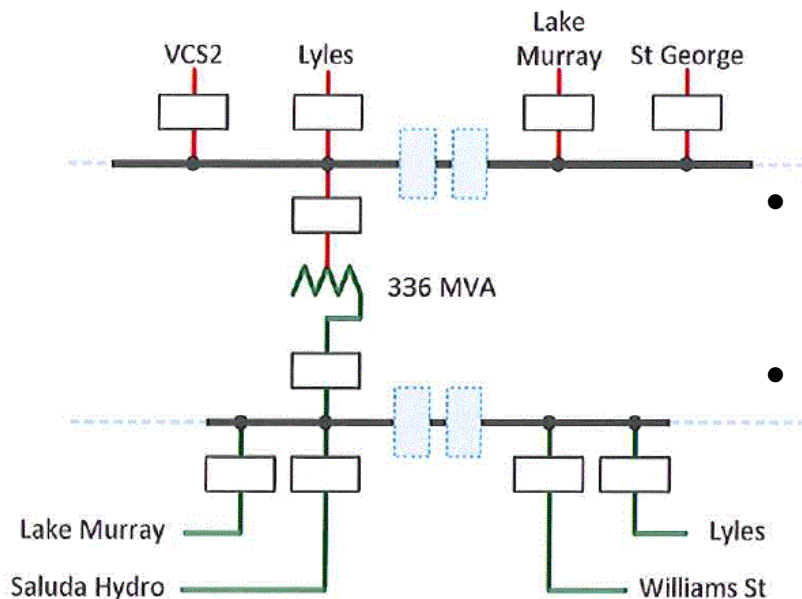 VCS2
Lyles
Lake
Murray
St George
336 MVA
Lake Murray
Lyles
Saluda Hydro
Williams St